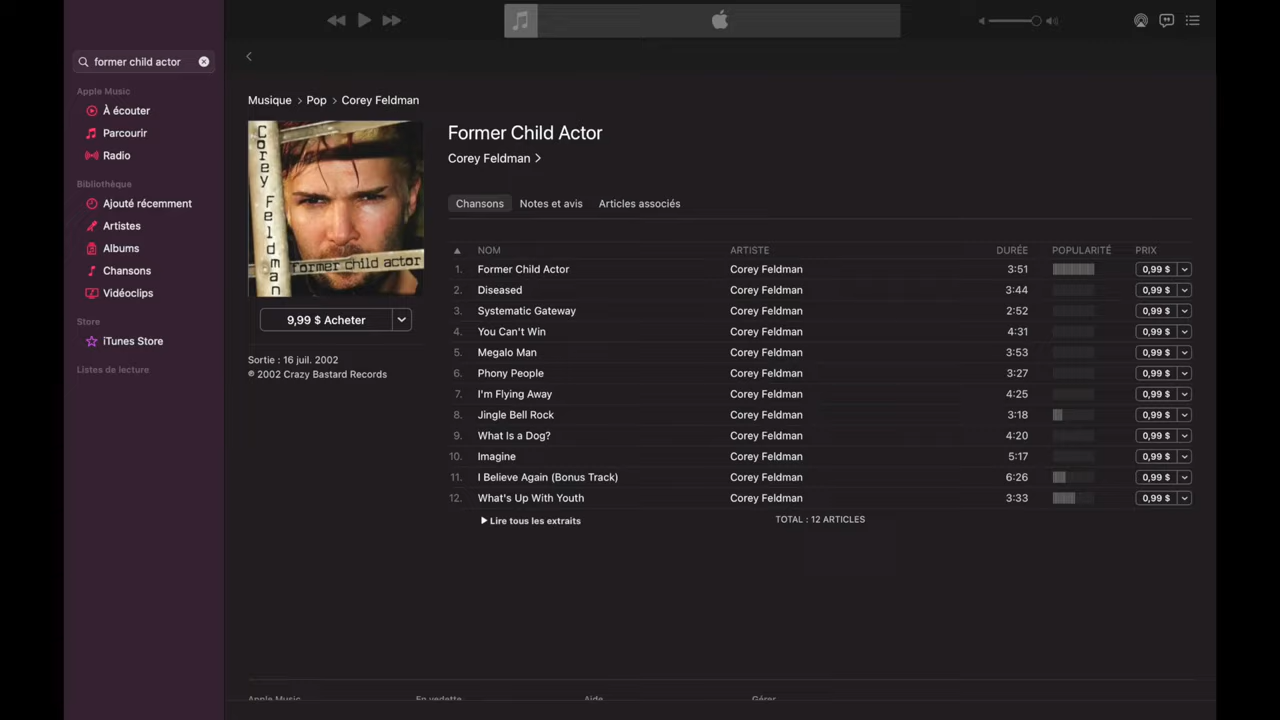 former child actor
Apple Music
À écouter
Parcourir
Radio
Bibliothèque
Ajouté récemment
Artistes
Albums
Chansons
Vidéoclips
Store
iTunes Store
Listes de lecture
Musique > Pop > Corey Feldman
Corey Feldman
former child actor
9,99 $ Acheter
Sortie : 16 juil. 2002
℗ 2002 Crazy Bastard Records
Former Child Actor
Corey Feldman >
Chansons Notes et avis Articles associés
NOM ARTISTE DURÉE POPULARITÉ PRIX
1. Former Child Actor Corey Feldman 3:51 0,99 $
2. Diseased Corey Feldman 3:44 0,99 $
3. Systematic Gateway Corey Feldman 2:52 0,99 $
4. You Can't Win Corey Feldman 4:31 0,99 $
5. Megalo Man Corey Feldman 3:53 0,99 $
6. Phony People Corey Feldman 3:27 0,99 $
7. I'm Flying Away Corey Feldman 4:25 0,99 $
8. Jingle Bell Rock Corey Feldman 3:18 0,99 $
9. What Is a Dog? Corey Feldman 4:20 0,99 $
10. Imagine Corey Feldman 5:17 0,99 $
11. I Believe Again (Bonus Track) Corey Feldman 6:26 0,99 $
12. What's Up With Youth Corey Feldman 3:33 0,99 $
Lire tous les extraits TOTAL : 12 ARTICLES
Apple Music En vedette Aide Gérer